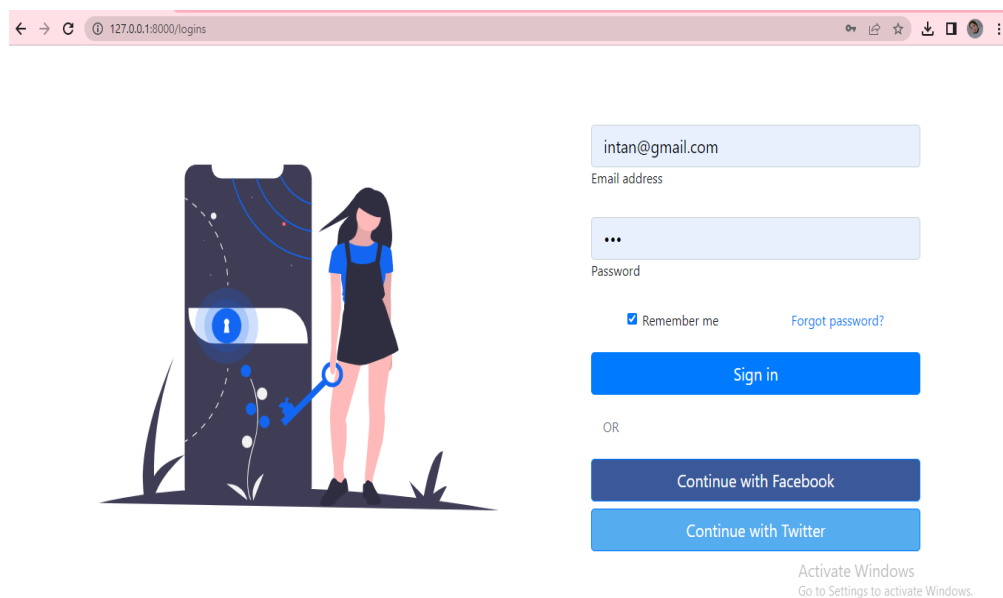 127.0.0.1:8000/logins
intan@gmail.com
Email address
•••
Password
Remember me
Forgot password?
Sign in
OR
Continue with Facebook
Continue with Twitter
Activate Windows
Go to Settings to activate Windows.